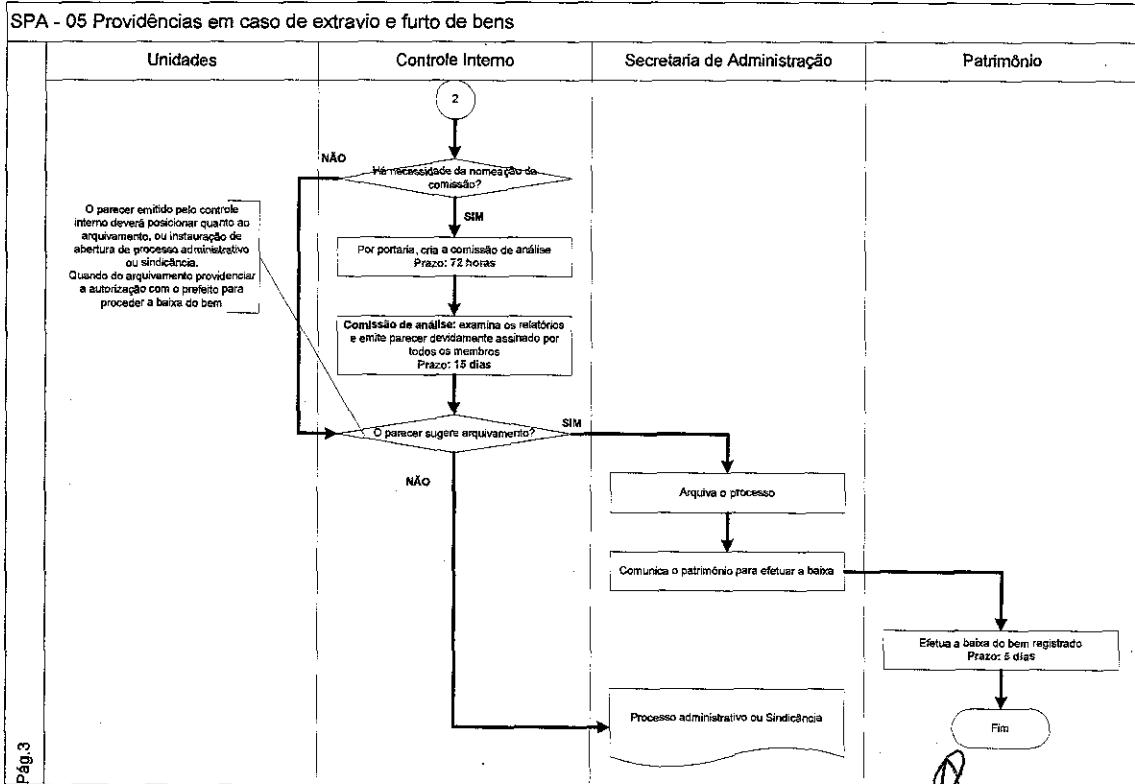 SPA - 05 Providências em caso de extravio e furto de bens
Unidades
Controle Interno
Secretaria de Administração
Patrimônio
2
NÃO
Há necessidade da nomeação da
comissão?
SIM
O parecer emitido pelo controle
interno deverá posicionar quanto ao
arquivamento, ou instauração de
abertura de processo administrativo
ou sindicância.
Quando do arquivamento providenciar
a autorização com o prefeito para
proceder a baixa do bem
Por portaria, cria a comissão de análise
Prazo: 72 horas
Comissão de análise: examina os relatórios
e emite parecer devidamente assinado por
todos os membros
Prazo: 15 dias
O parecer sugere arquivamento?
SIM
NÃO
Arquiva o processo
Comunica o patrimônio para efetuar a baixa
Efetua a baixa do bem registrado
Prazo: 5 dias
Processo administrativo ou Sindicância
Fim
Pág.3